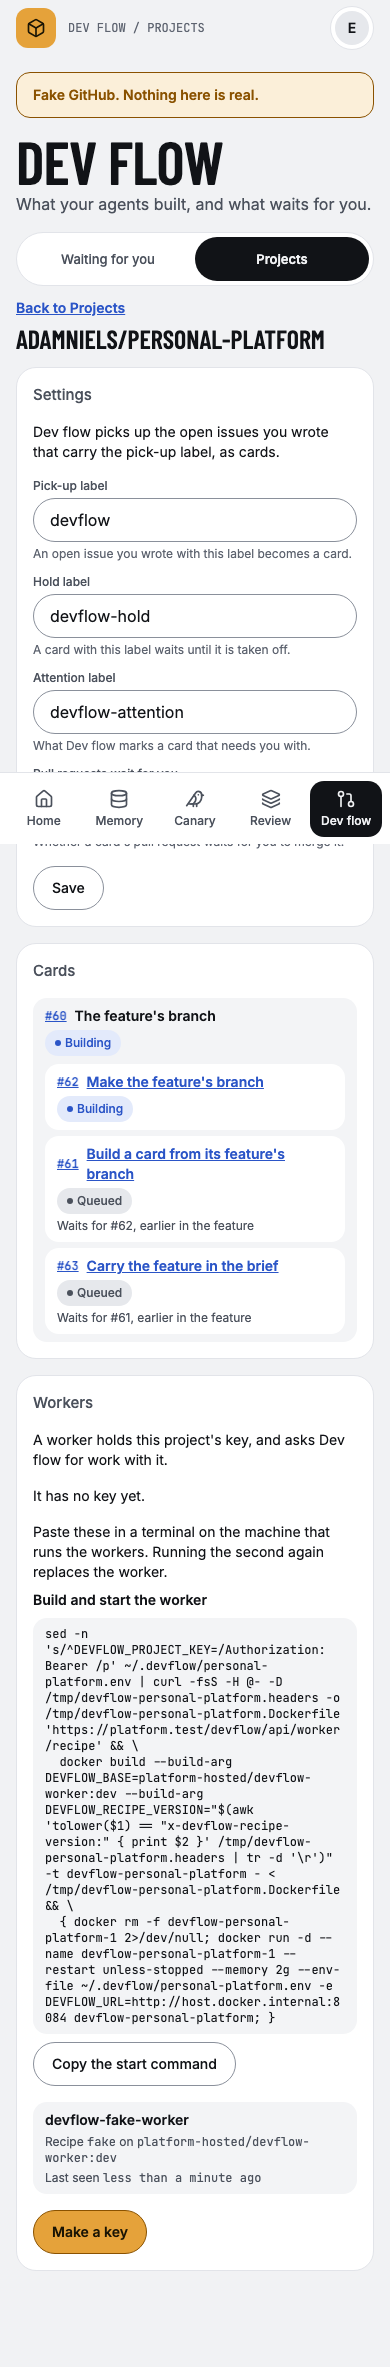 DEV FLOW / PROJECTS
E
Fake GitHub. Nothing here is real.
DEV FLOW
What your agents built, and what waits for you.
Waiting for you
Projects
Back to Projects
ADAMNIELS/PERSONAL-PLATFORM
Settings
Dev flow picks up the open issues you wrote
that carry the pick-up label, as cards.
Pick-up label
devflow
An open issue you wrote with this label becomes a card.
Hold label
devflow-hold
A card with this label waits until it is taken off.
Attention label
devflow-attention
What Dev flow marks a card that needs you with.
Home
Memory
Canary
Review
Dev flow
Save
Cards
#60 The feature's branch
Building
#62 Make the feature's branch
Building
#61 Build a card from its feature's
branch
Queued
Waits for #62, earlier in the feature
#63 Carry the feature in the brief
Queued
Waits for #61, earlier in the feature
Workers
A worker holds this project's key, and asks Dev
flow for work with it.
It has no key yet.
Paste these in a terminal on the machine that
runs the workers. Running the second again
replaces the worker.
Build and start the worker
sed -n
's/^DEVFLOW_PROJECT_KEY=/Authorization:
Bearer /p' ~/.devflow/personal-
platform.env | curl -fsS -H @- -D
/tmp/devflow-personal-platform.headers -o
/tmp/devflow-personal-platform.Dockerfile
'https://platform.test/devflow/api/worker
/recipe' && \
docker build --build-arg
DEVFLOW_BASE=platform-hosted/devflow-
worker:dev --build-arg
DEVFLOW_RECIPE_VERSION="$(awk
'tolower($1) == "x-devflow-recipe-
version:" { print $2 }' /tmp/devflow-
personal-platform.headers | tr -d '\r')"
-t devflow-personal-platform - <
/tmp/devflow-personal-platform.Dockerfile
&& \
{ docker rm -f devflow-personal-
platform-1 2>/dev/null; docker run -d --
name devflow-personal-platform-1 --
restart unless-stopped --memory 2g --env-
file ~/.devflow/personal-platform.env -e
DEVFLOW_URL=http://host.docker.internal:8
084 devflow-personal-platform; }
Copy the start command
devflow-fake-worker
Recipe fake on platform-hosted/devflow-
worker:dev
Last seen less than a minute ago
Make a key